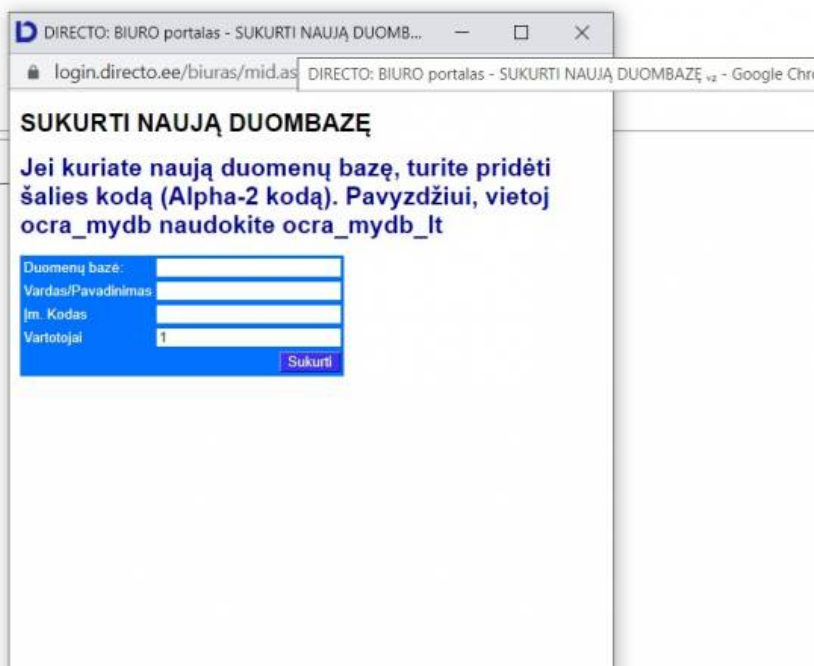 DIRECTO: BIURO portalas - SUKURTI NAUJĄ DUOMB...
login.directo.ee/biuras/mid.as
DIRECTO: BIURO portalas - SUKURTI NAUJĄ DUOMBAZĘ v2 - Google Chr
SUKURTI NAUJĄ DUOMBAZĘ
Jei kuriate naują duomenų bazę, turite pridėti
šalies kodą (Alpha-2 kodą). Pavyzdžiui, vietoj
ocra_mydb naudokite ocra_mydb_lt
Duomenų bazė:
Vardas/Pavadinimas
Įm. Kodas
Vartotojai 1
Sukurti